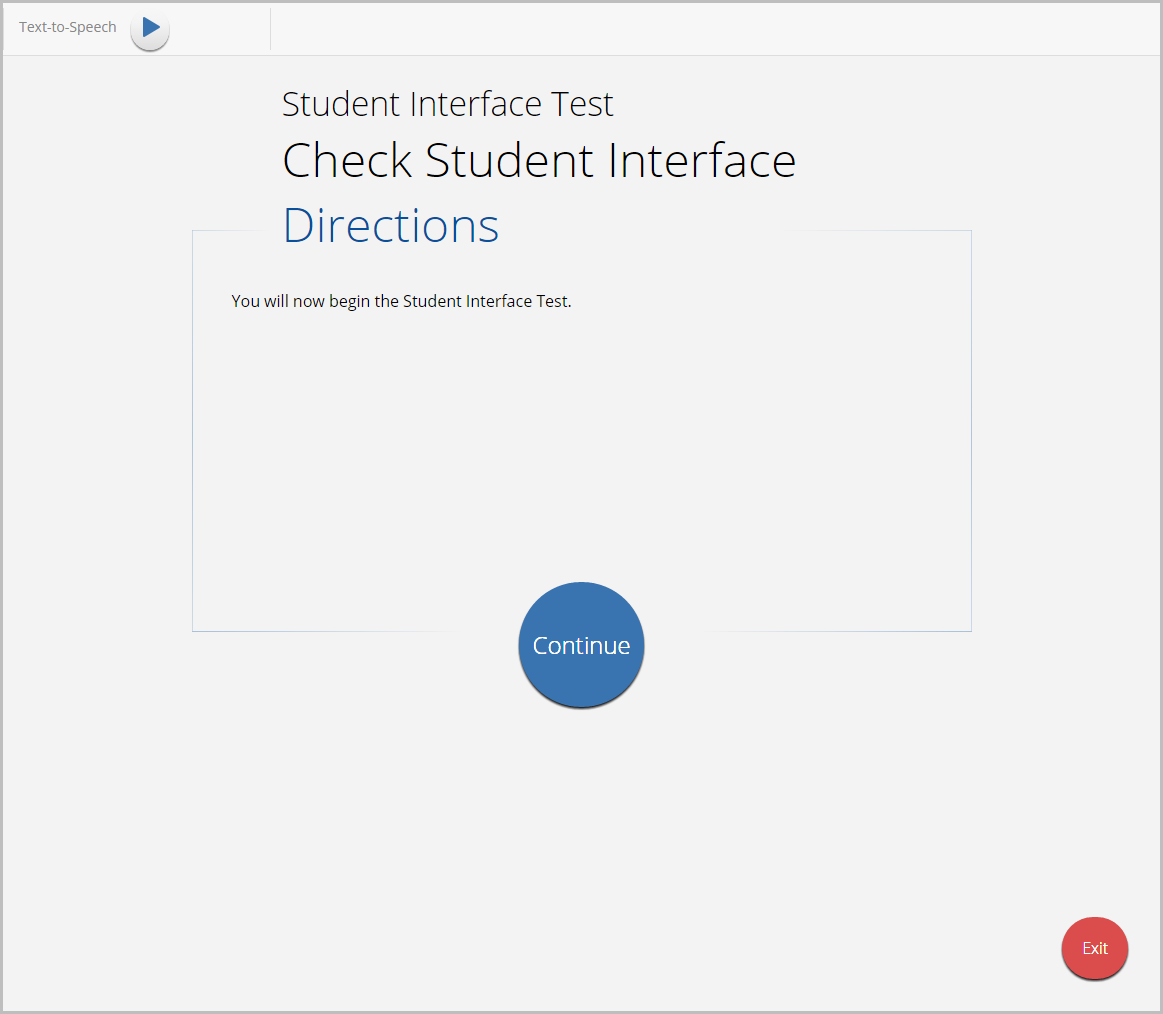 Text-to-Speech
Student Interface Test
Check Student Interface
Directions
You will now begin the Student Interface Test.
Continue
Exit